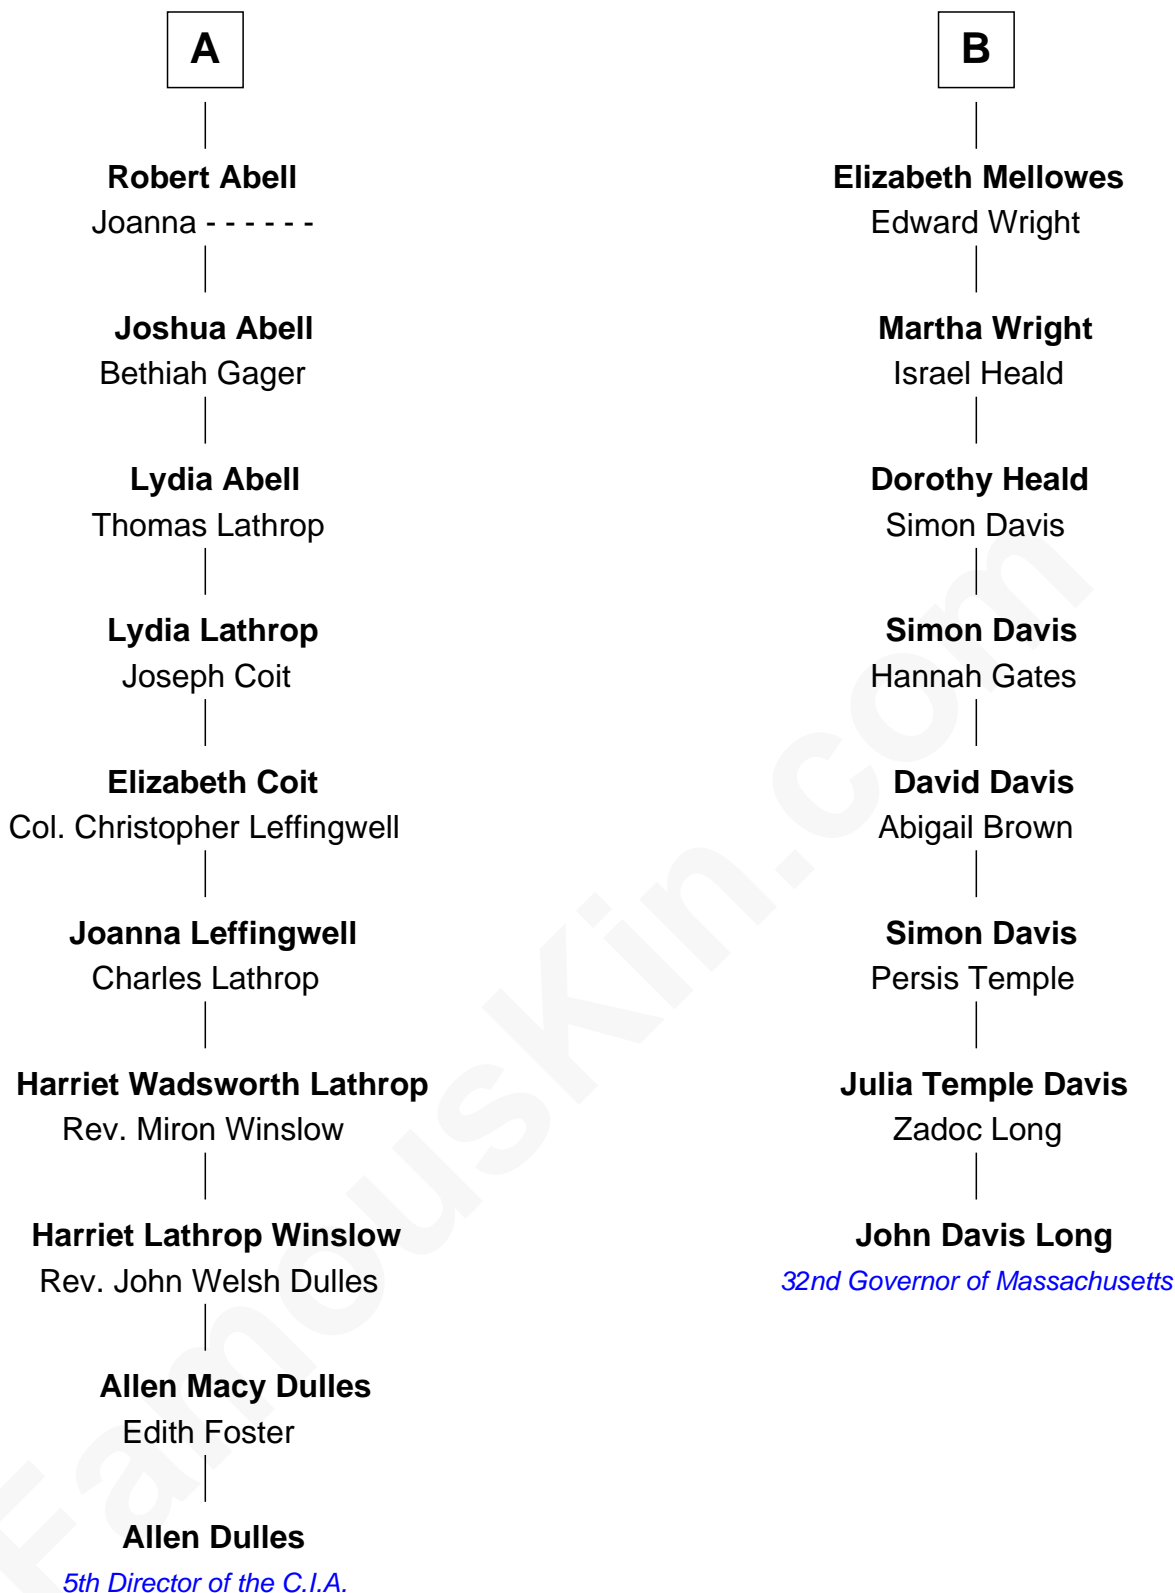 A
Robert Abell
Joanna - - - - - -
Joshua Abell
Bethiah Gager
Lydia Abell
Thomas Lathrop
Lydia Lathrop
Joseph Coit
Elizabeth Coit
Col. Christopher Leffingwell
Joanna Leffingwell
Charles Lathrop
Harriet Wadsworth Lathrop
Rev. Miron Winslow
Harriet Lathrop Winslow
Rev. John Welsh Dulles
Allen Macy Dulles
Edith Foster
Allen Dulles
5th Director of the C.I.A.
B
Elizabeth Mellowes
Edward Wright
Martha Wright
Israel Heald
Dorothy Heald
Simon Davis
Simon Davis
Hannah Gates
David Davis
Abigail Brown
Simon Davis
Persis Temple
Julia Temple Davis
Zadoc Long
John Davis Long
32nd Governor of Massachusetts
FamousKin.com